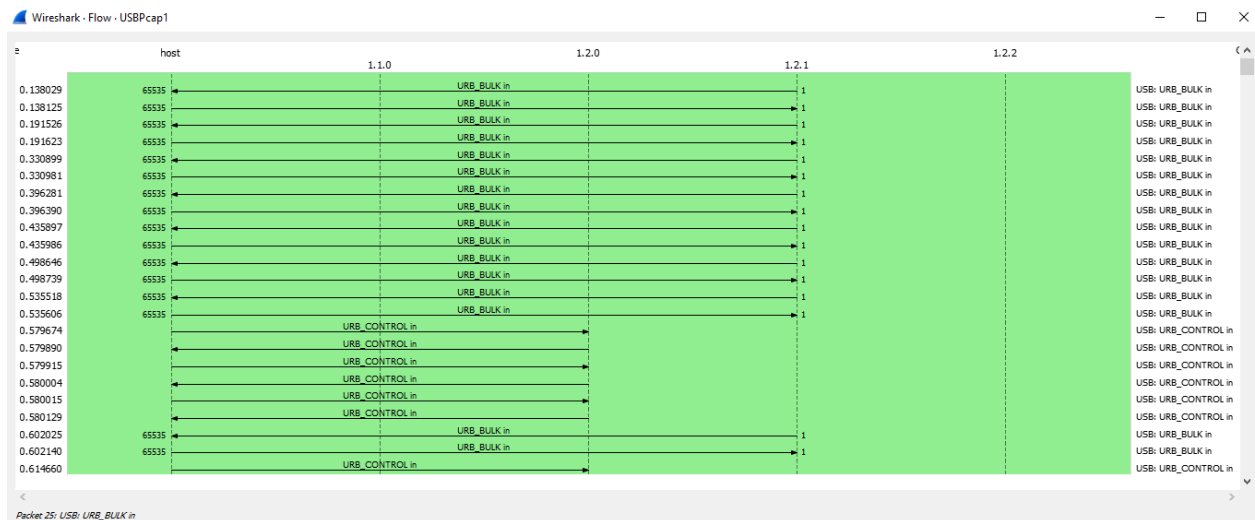 Wireshark · Flow · USBPcap1
e host 1.2.0 1.2.2 C
1.1.0 1.2.1
0.138029 65535 URB_BULK in 1 USB: URB_BULK in
0.138125 65535 URB_BULK in 1 USB: URB_BULK in
0.191526 65535 URB_BULK in 1 USB: URB_BULK in
0.191623 65535 URB_BULK in 1 USB: URB_BULK in
0.330899 65535 URB_BULK in 1 USB: URB_BULK in
0.330981 65535 URB_BULK in 1 USB: URB_BULK in
0.396281 65535 URB_BULK in 1 USB: URB_BULK in
0.396390 65535 URB_BULK in 1 USB: URB_BULK in
0.435897 65535 URB_BULK in 1 USB: URB_BULK in
0.435986 65535 URB_BULK in 1 USB: URB_BULK in
0.498646 65535 URB_BULK in 1 USB: URB_BULK in
0.498739 65535 URB_BULK in 1 USB: URB_BULK in
0.535518 65535 URB_BULK in 1 USB: URB_BULK in
0.535606 65535 URB_BULK in 1 USB: URB_BULK in
0.579674 URB_CONTROL in USB: URB_CONTROL in
0.579890 URB_CONTROL in USB: URB_CONTROL in
0.579915 URB_CONTROL in USB: URB_CONTROL in
0.580004 URB_CONTROL in USB: URB_CONTROL in
0.580015 URB_CONTROL in USB: URB_CONTROL in
0.580129 URB_CONTROL in USB: URB_CONTROL in
0.602025 65535 URB_BULK in 1 USB: URB_BULK in
0.602140 65535 URB_BULK in 1 USB: URB_BULK in
0.614660 URB_CONTROL in USB: URB_CONTROL in
Packet 25: USB: URB_BULK in